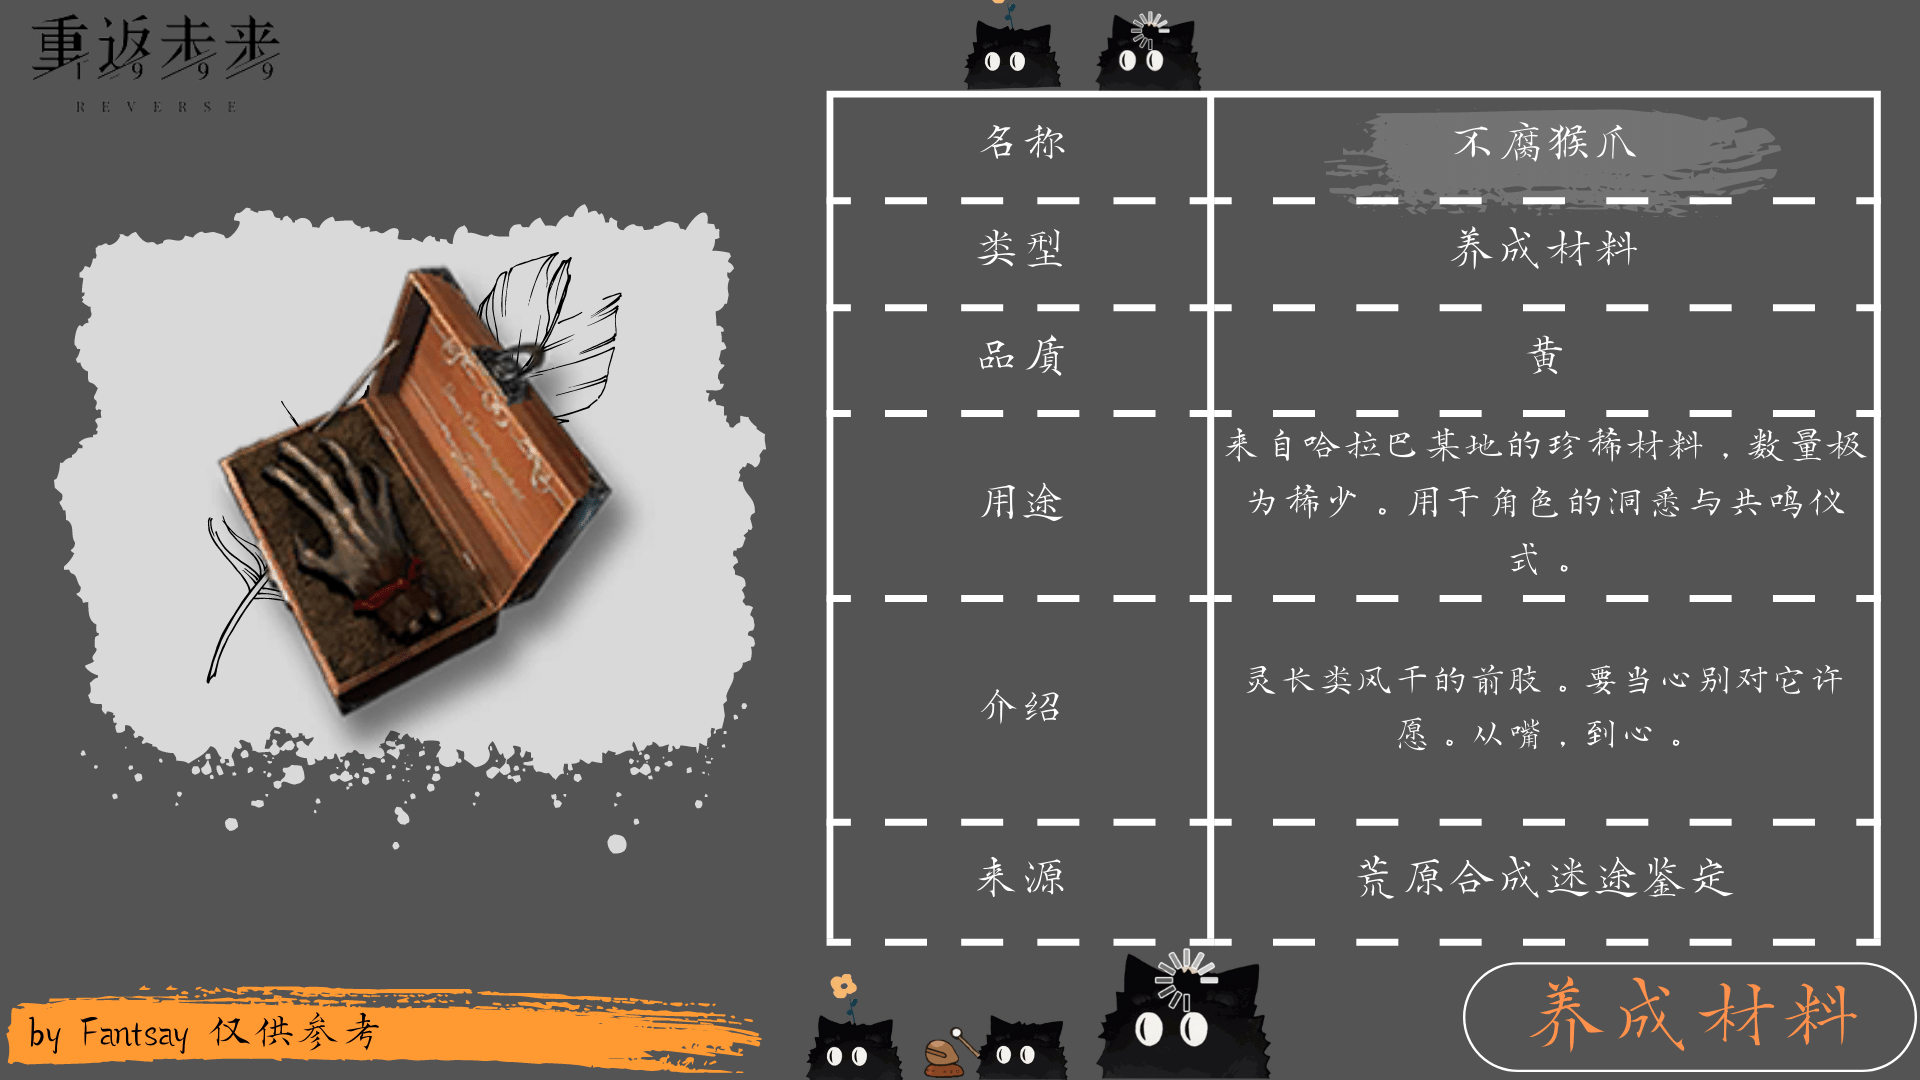 重返未来
1999
REVERSE
名称
不腐猴爪
类型
养成材料
品质
黄
用途
来自哈拉巴某地的珍稀材料，数量极
为稀少。用于角色的洞悉与共鸣仪
式。
介绍
灵长类风干的前肢。要当心别对它许
愿。从嘴，到心。
来源
荒原合成迷途鉴定
by Fantsay 仅供参考
养成材料